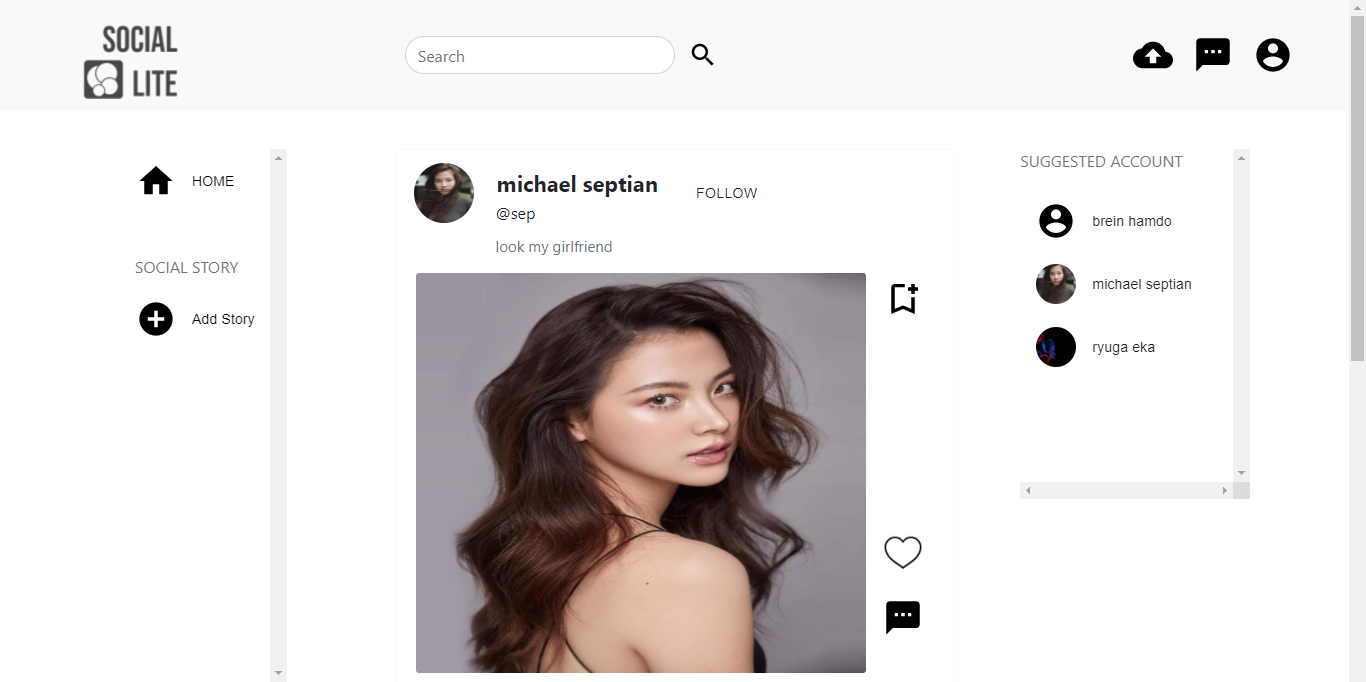 SOCIAL
LITE
Search
HOME
SOCIAL STORY
Add Story
michael septian
FOLLOW
@sep
look my girlfriend
SUGGESTED ACCOUNT
brein hamdo
michael septian
ryuga eka